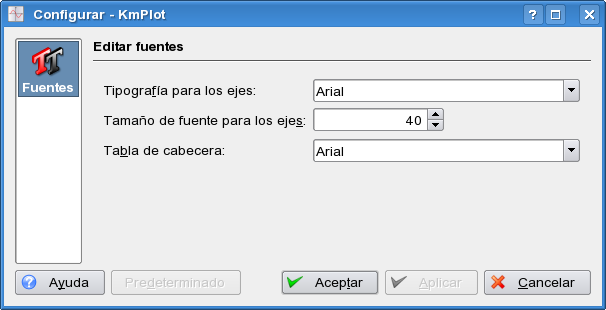 Configurar - KmPlot
Editar fuentes
Fuentes
Tipografía para los ejes: Arial
Tamaño de fuente para los ejes: 40
Tabla de cabecera: Arial
Ayuda Predeterminado Aceptar Aplicar Cancelar